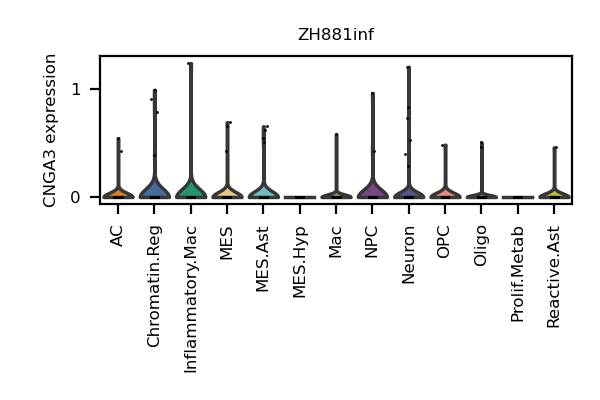 ZH881inf
CNGA3 expression
1
0
AC
Chromatin.Reg
Inflammatory.Mac
MES
MES.Ast
MES.Hyp
Mac
NPC
Neuron
OPC
Oligo
Prolif.Metab
Reactive.Ast